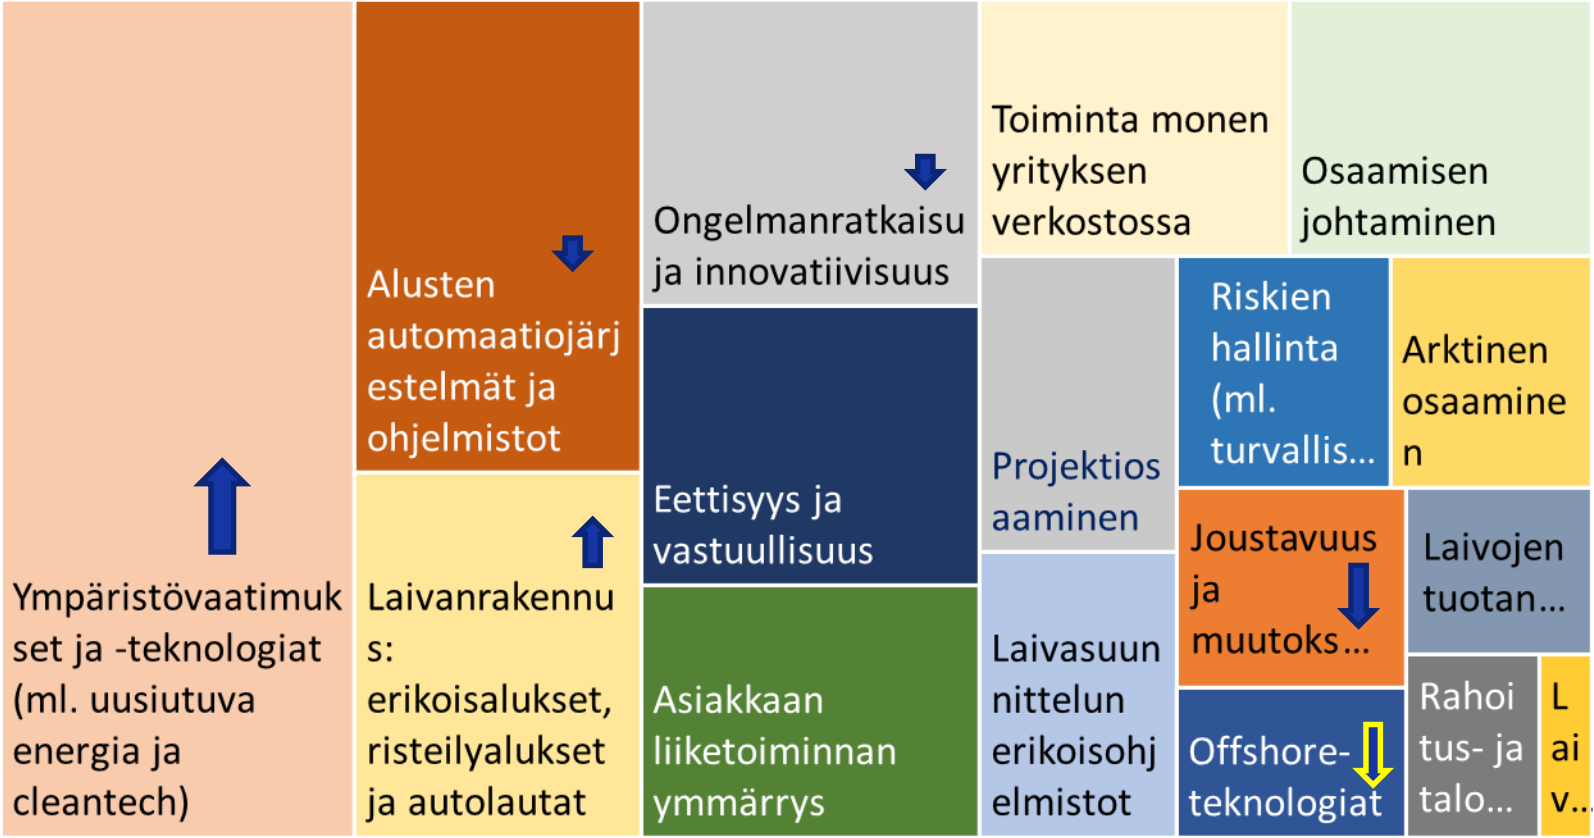 Ympäristövaatimuk
set ja -teknologiat
(ml. uusiutuva
energia ja
cleantech)
Alusten
automaatiojärj
estelmät ja
ohjelmistot
Laivanrakennu
s:
erikoisalukset,
risteilyalukset
ja autolautat
Ongelmanratkaisu
ja innovatiivisuus
Eettisyys ja
vastuullisuus
Asiakkaan
liiketoiminnan
ymmärrys
Toiminta monen
yrityksen
verkostossa
Osaamisen
johtaminen
Projektios
aaminen
Laivasuun
nittelun
erikoisohj
elmistot
Riskien
hallinta
(ml.
turvallis...
Arktinen
osaamine
n
Joustavuus
ja
muutoks...
Laivojen
tuotan...
Offshore-
teknologiat
Rahoi
tus- ja
talo...
L
ai
v...